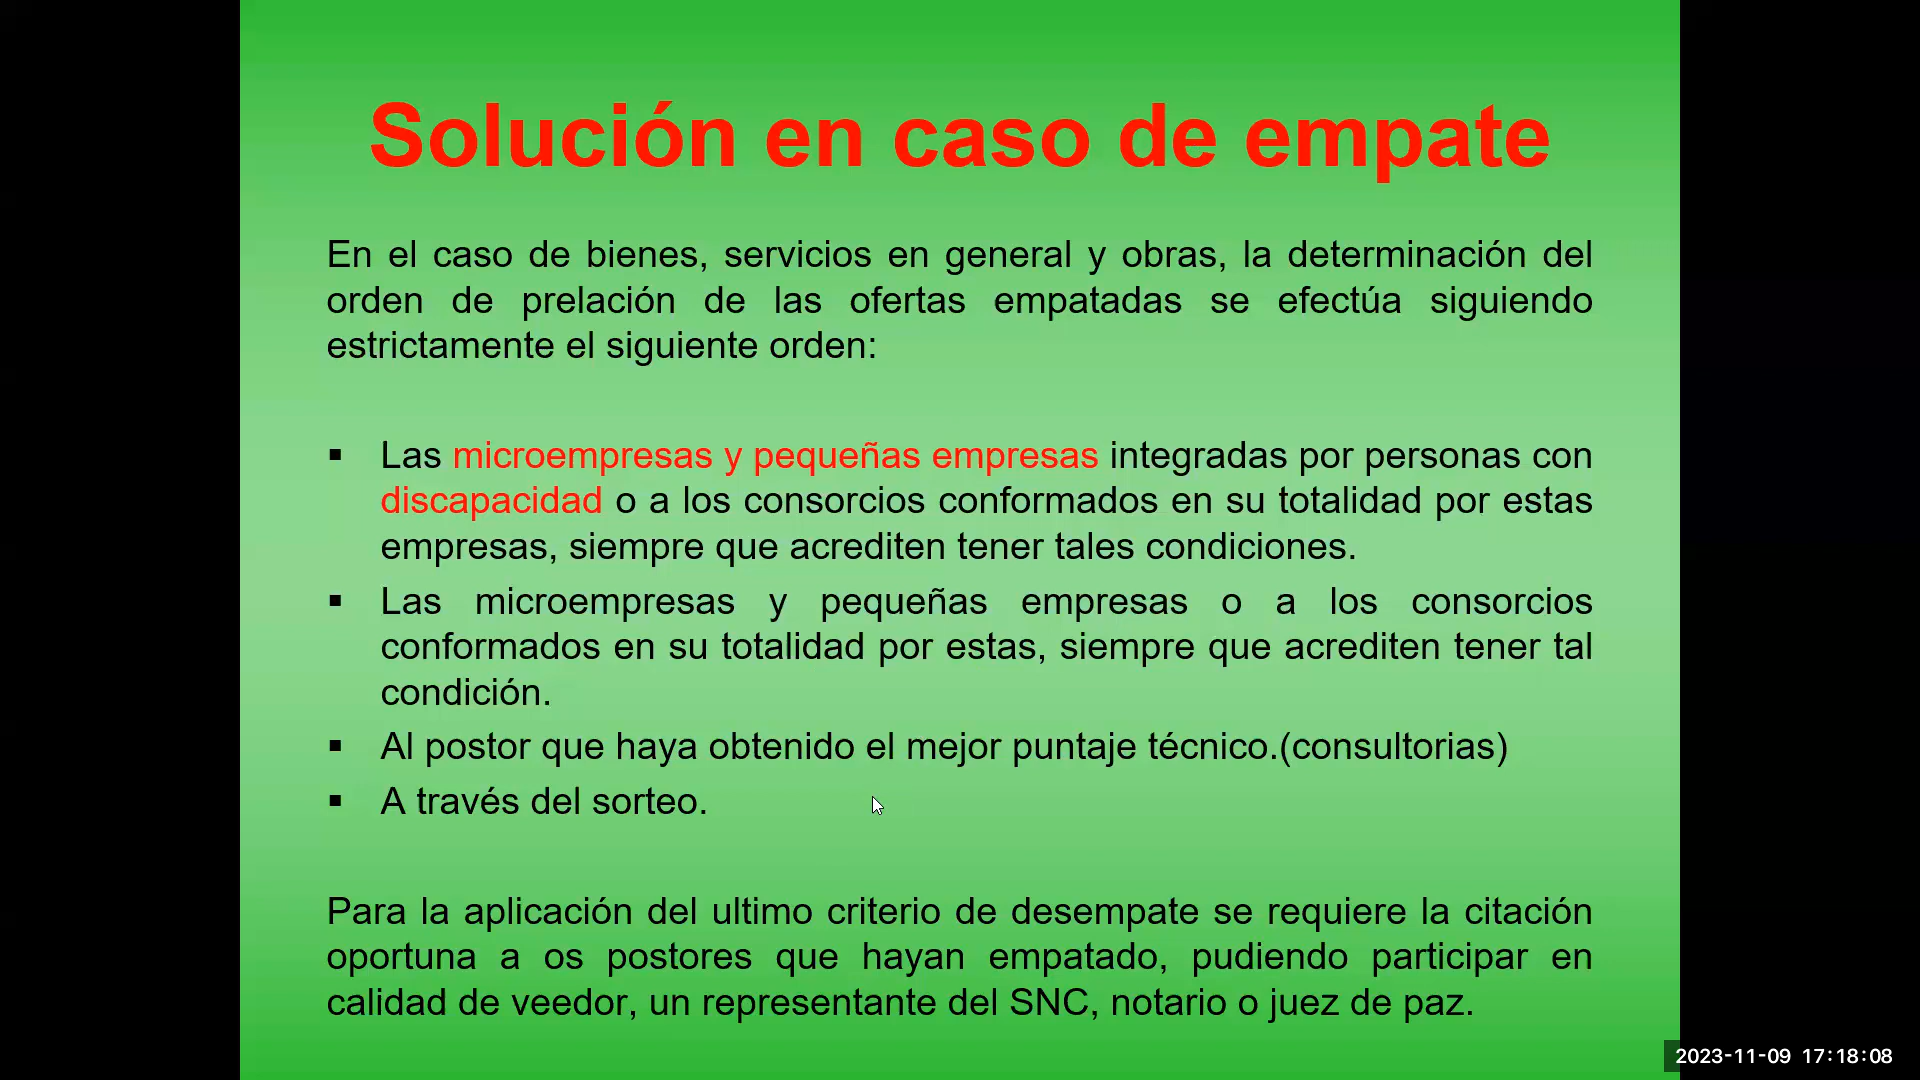 Solución en caso de empate
En el caso de bienes, servicios en general y obras, la determinación del
orden de prelación de las ofertas empatadas se efectúa siguiendo
estrictamente el siguiente orden:
▪ Las microempresas y pequeñas empresas integradas por personas con
discapacidad o a los consorcios conformados en su totalidad por estas
empresas, siempre que acrediten tener tales condiciones.
▪ Las microempresas y pequeñas empresas o a los consorcios
conformados en su totalidad por estas, siempre que acrediten tener tal
condición.
▪ Al postor que haya obtenido el mejor puntaje técnico.(consultorias)
▪ A través del sorteo.
Para la aplicación del ultimo criterio de desempate se requiere la citación
oportuna a os postores que hayan empatado, pudiendo participar en
calidad de veedor, un representante del SNC, notario o juez de paz.
2023-11-09 17:18:08